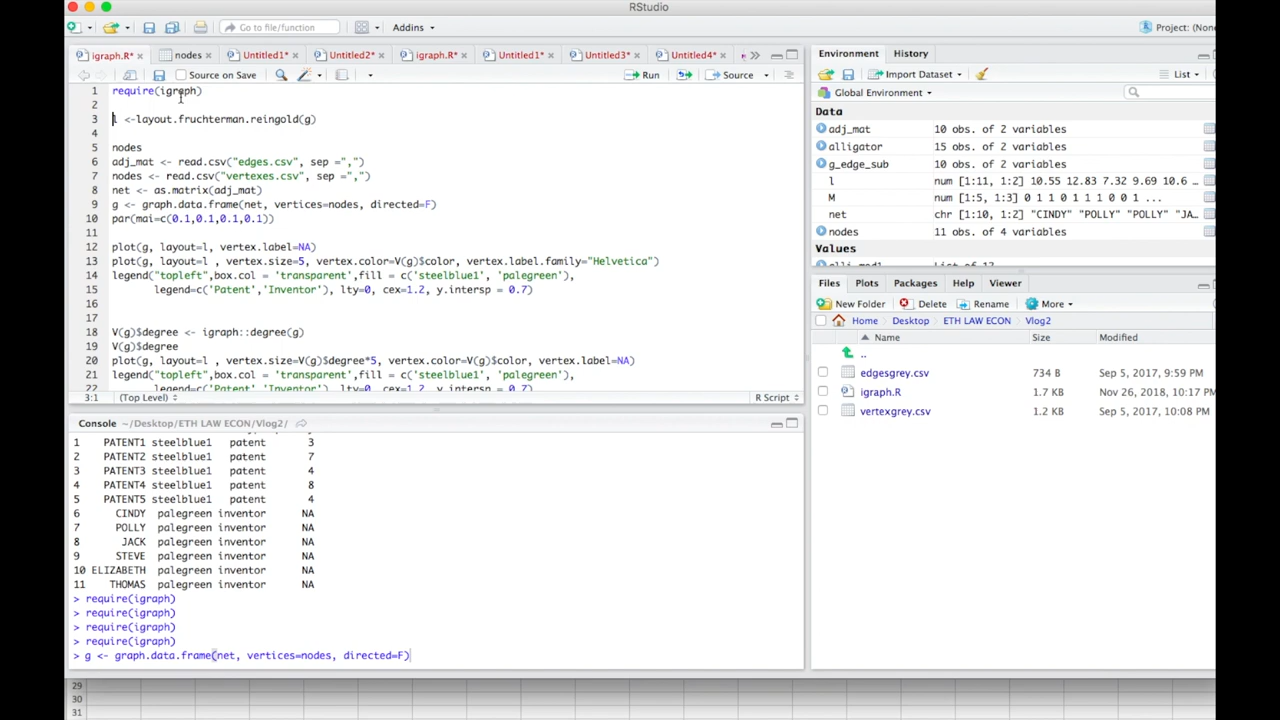 RStudio
Go to file/function
Addins
Project: (None)
igraph.R*
nodes
Untitled1*
Untitled2*
igraph.R*
Untitled1*
Untitled3*
Untitled4*
Source on Save
Run
Source
1 require(igraph)
2
3 l <-layout.fruchterman.reingold(g)
4
5 nodes
6 adj_mat <- read.csv("edges.csv", sep =",")
7 nodes <- read.csv("vertexes.csv", sep =",")
8 net <- as.matrix(adj_mat)
9 g <- graph.data.frame(net, vertices=nodes, directed=F)
10 par(mai=c(0.1,0.1,0.1,0.1))
11
12 plot(g, layout=l, vertex.label=NA)
13 plot(g, layout=l , vertex.size=5, vertex.color=V(g)$color, vertex.label.family="Helvetica")
14 legend("topleft",box.col = 'transparent',fill = c('steelblue1', 'palegreen'),
15 legend=c('Patent','Inventor'), lty=0, cex=1.2, y.intersp = 0.7)
16
17
18 V(g)$degree <- igraph::degree(g)
19 V(g)$degree
20 plot(g, layout=l , vertex.size=V(g)$degree*5, vertex.color=V(g)$color, vertex.label=NA)
21 legend("topleft",box.col = 'transparent',fill = c('steelblue1', 'palegreen'),
22 legend=c('Patent','Inventor'), lty=0, cex=1.2, y.intersp = 0.7)
3:1 (Top Level) R Script
Console ~/Desktop/ETH LAW ECON/Vlog2/
1 PATENT1 steelblue1 patent 3
2 PATENT2 steelblue1 patent 7
3 PATENT3 steelblue1 patent 4
4 PATENT4 steelblue1 patent 8
5 PATENT5 steelblue1 patent 4
6 CINDY palegreen inventor NA
7 POLLY palegreen inventor NA
8 JACK palegreen inventor NA
9 STEVE palegreen inventor NA
10 ELIZABETH palegreen inventor NA
11 THOMAS palegreen inventor NA
> require(igraph)
> require(igraph)
> require(igraph)
> require(igraph)
> g <- graph.data.frame(net, vertices=nodes, directed=F)
Environment History
Import Dataset
List
Global Environment
Data
adj_mat 10 obs. of 2 variables
alligator 15 obs. of 2 variables
g_edge_sub 10 obs. of 2 variables
l num [1:11, 1:2] 10.55 12.83 7.32 9.69 10.6 ...
M num [1:5, 1:3] 0 1 1 0 1 1 1 0 0 1 ...
net chr [1:10, 1:2] "CINDY" "POLLY" "POLLY" "JA...
nodes 11 obs. of 4 variables
Values
Files Plots Packages Help Viewer
New Folder Delete Rename More
Home Desktop ETH LAW ECON Vlog2
Name Size Modified
..
edgesgrey.csv 734 B Sep 5, 2017, 9:59 PM
igraph.R 1.7 KB Nov 26, 2018, 10:17 PM
vertexgrey.csv 1.2 KB Sep 5, 2017, 10:08 PM
29
30
31